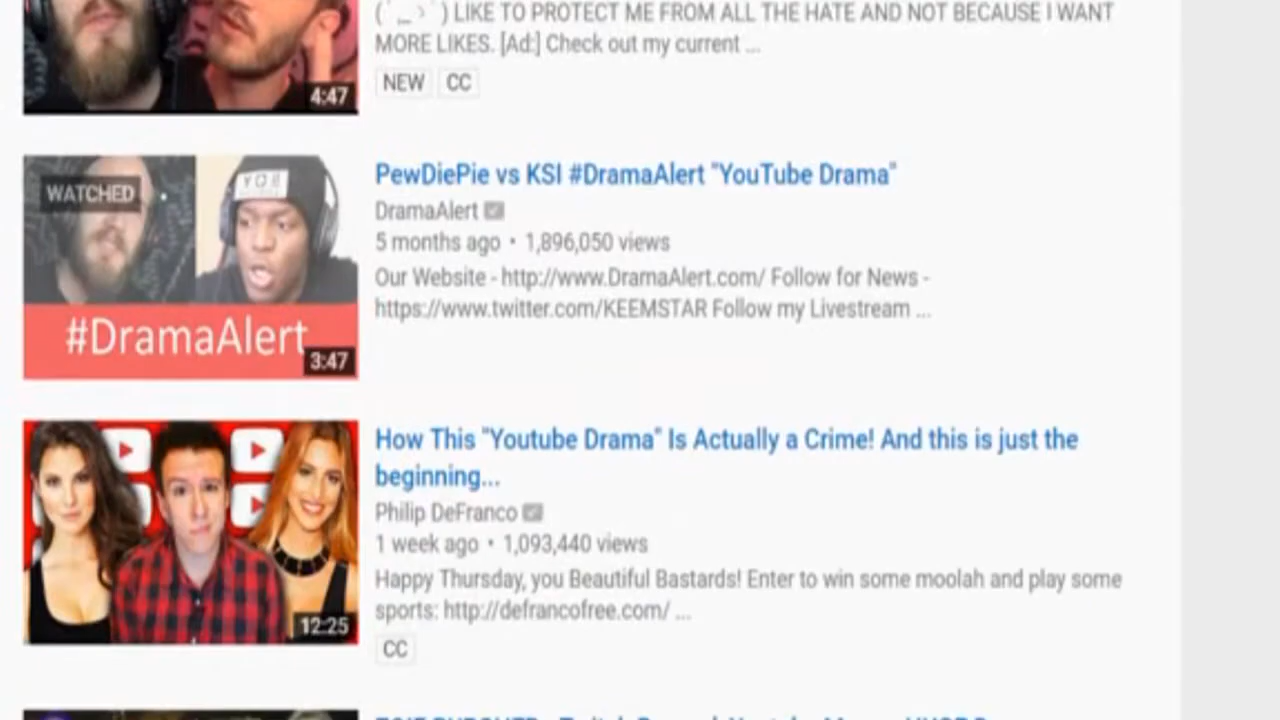 LIKE TO PROTECT ME FROM ALL THE HATE AND NOT BECAUSE I WANT
MORE LIKES. [Ad:] Check out my current ...
4:47
NEW CC
WATCHED
#DramaAlert
3:47
PewDiePie vs KSI #DramaAlert "YouTube Drama"
DramaAlert
5 months ago • 1,896,050 views
Our Website - http://www.DramaAlert.com/ Follow for News -
https://www.twitter.com/KEEMSTAR Follow my Livestream ...
12:25
How This "Youtube Drama" Is Actually a Crime! And this is just the
beginning...
Philip DeFranco
1 week ago • 1,093,440 views
Happy Thursday, you Beautiful Bastards! Enter to win some moolah and play some
sports: http://defrancofree.com/ ...
CC